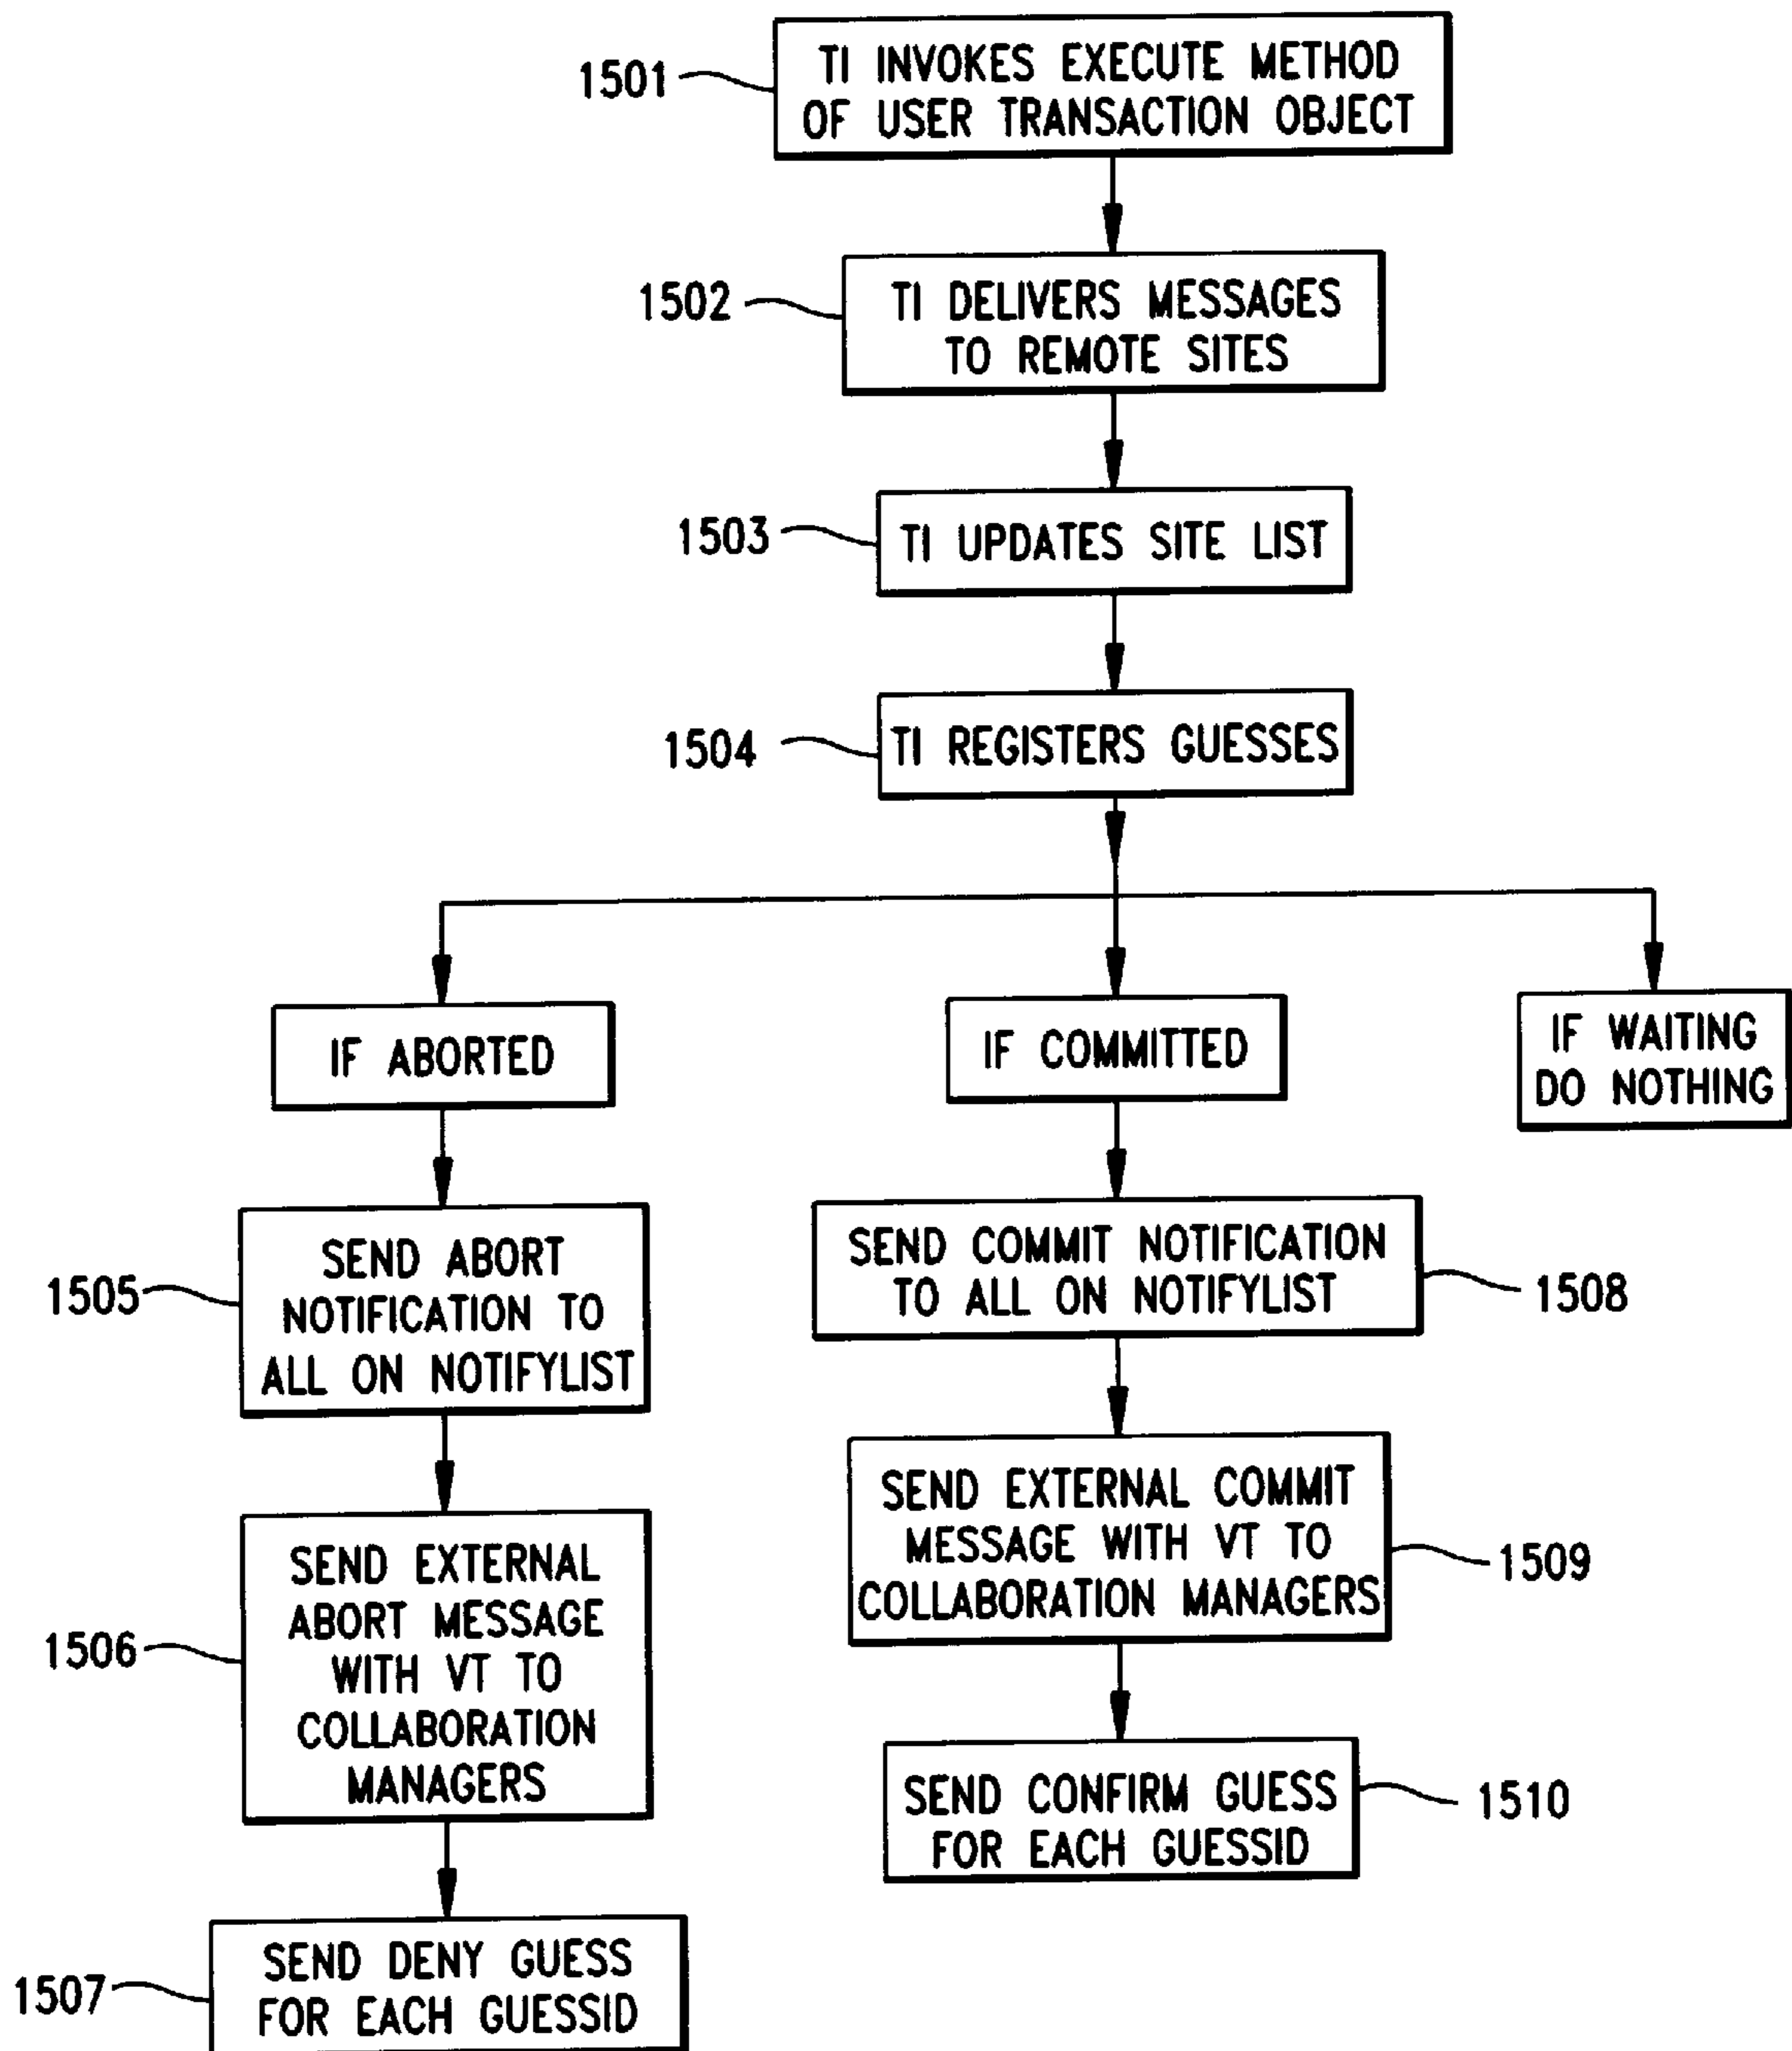 1501
TI INVOKES EXECUTE METHOD
OF USER TRANSACTION OBJECT
1502
TI DELIVERS MESSAGES
TO REMOTE SITES
1503
TI UPDATES SITE LIST
1504
TI REGISTERS GUESSES
IF ABORTED
IF COMMITTED
IF WAITING
DO NOTHING
1505
SEND ABORT
NOTIFICATION TO
ALL ON NOTIFYLIST
SEND COMMIT NOTIFICATION
TO ALL ON NOTIFYLIST
1508
1506
SEND EXTERNAL
ABORT MESSAGE
WITH VT TO
COLLABORATION
MANAGERS
SEND EXTERNAL COMMIT
MESSAGE WITH VT TO
COLLABORATION MANAGERS
1509
1507
SEND DENY GUESS
FOR EACH GUESSID
SEND CONFIRM GUESS
FOR EACH GUESSID
1510